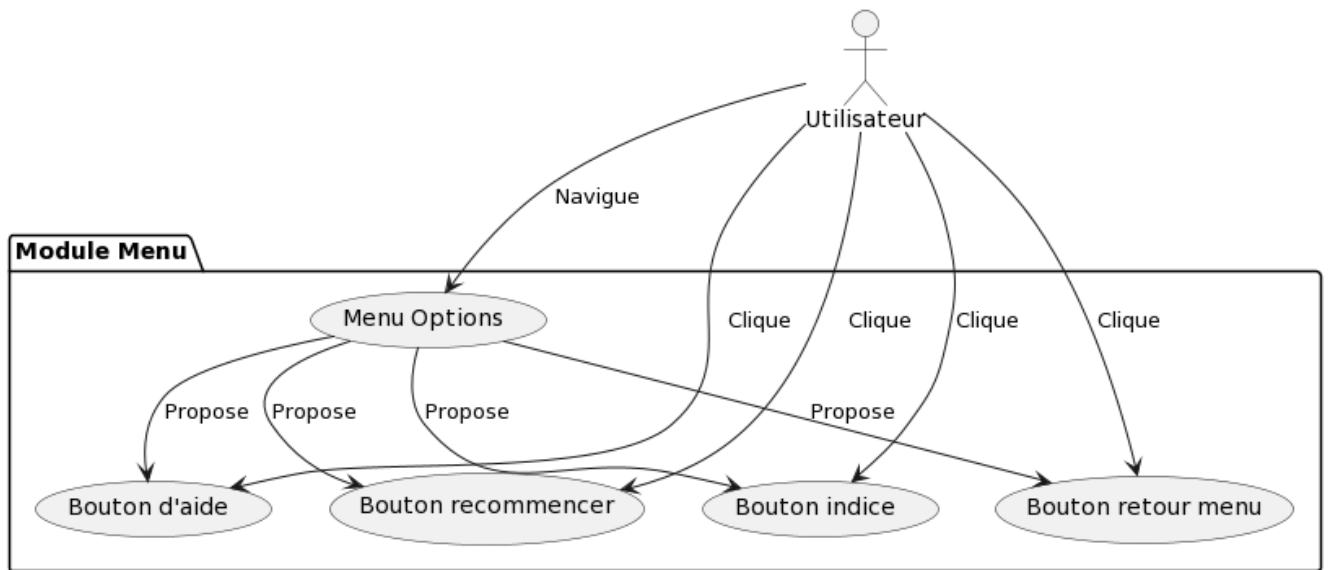 Utilisateur
Navigue
Module Menu
Menu Options
Clique
Clique
Clique
Clique
Propose
Propose
Propose
Propose
Bouton d'aide
Bouton recommencer
Bouton indice
Bouton retour menu